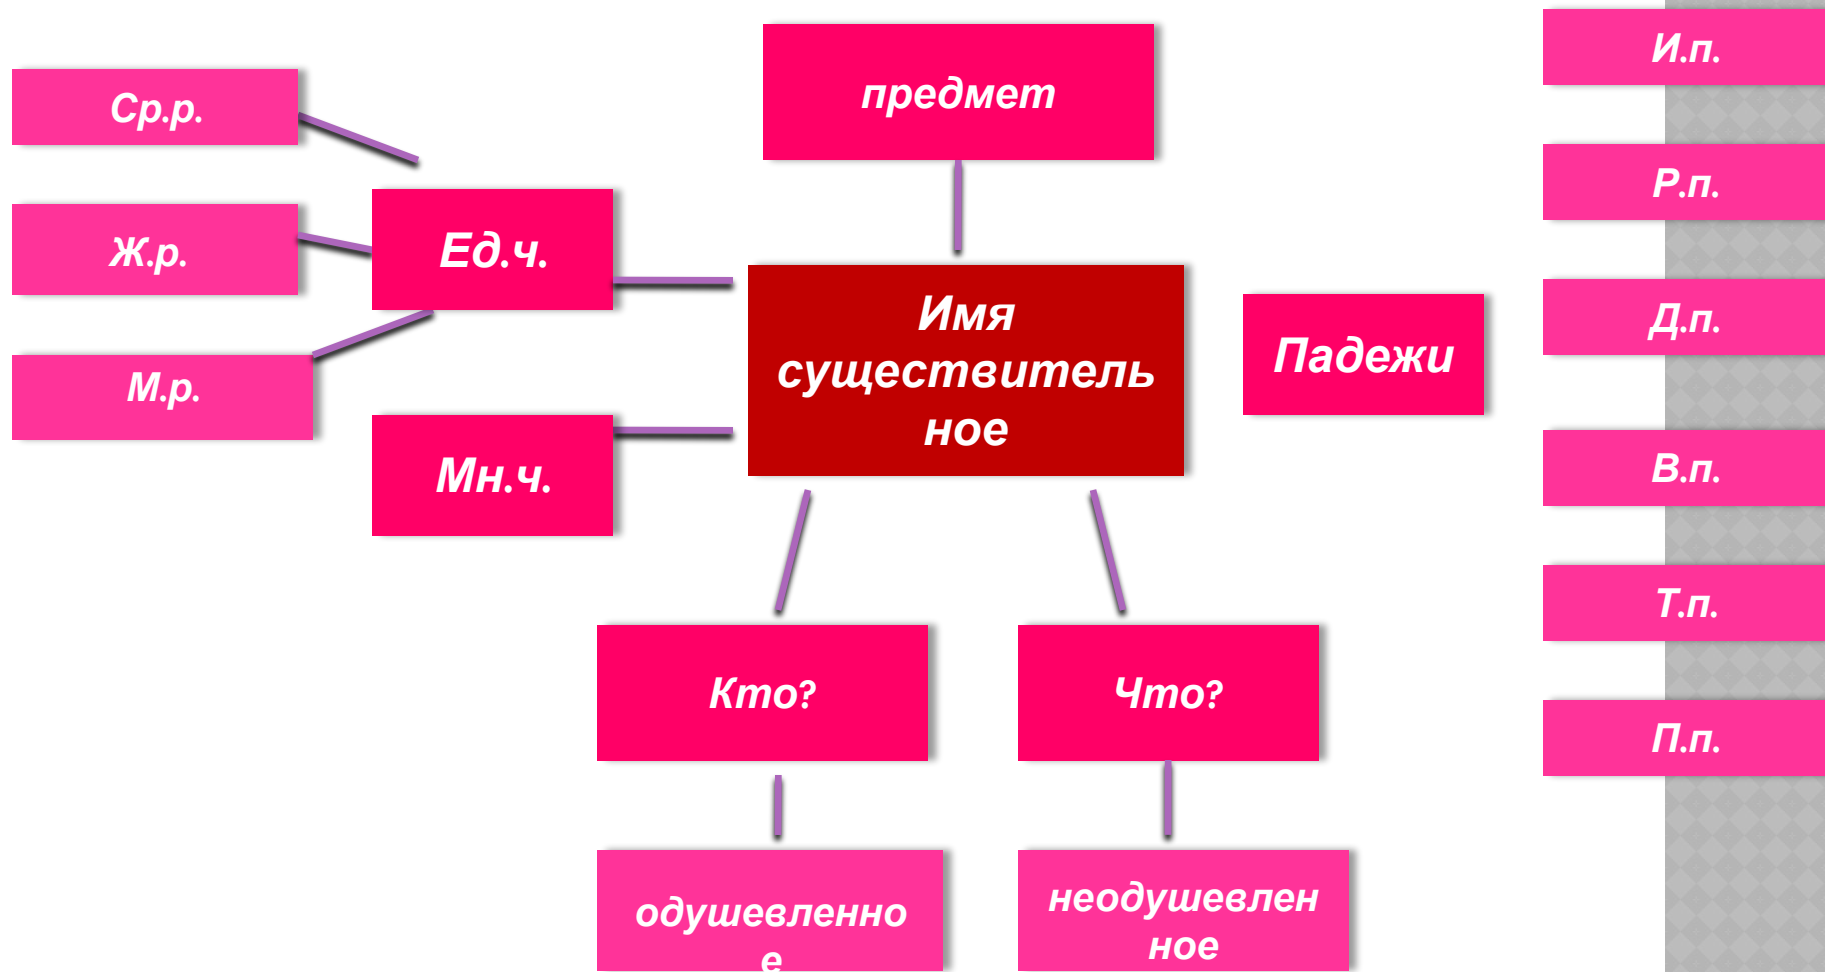 предмет
Ср.р.
Ж.р.
М.р.
Ед.ч.
Мн.ч.
Имя
существитель
ное
Падежи
И.п.
Р.п.
Д.п.
В.п.
Т.п.
П.п.
Кто?
Что?
одушевленно
е
неодушевлен
ное